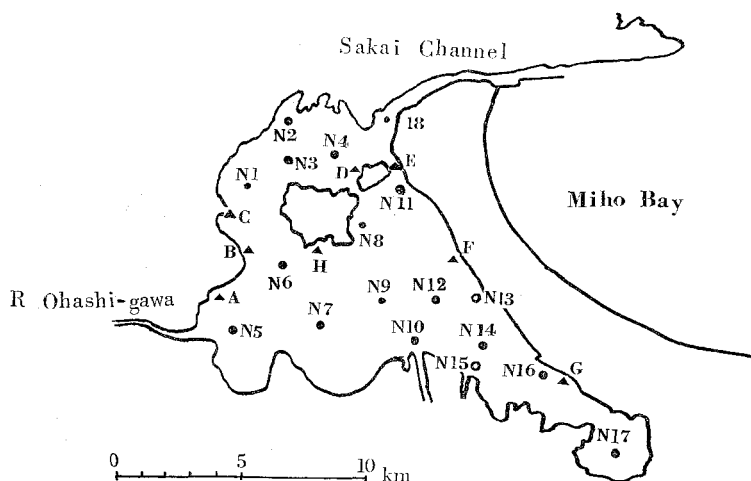 Sakai Channel
18
N2
N4
N3
D
E
N1
N11
Miho Bay
C
N8
F
B
H
N6
R Ohashi-gawa
A
N9
N12
N13
N7
N5
N10
N14
N15
N16
G
N17
0 5 10 km